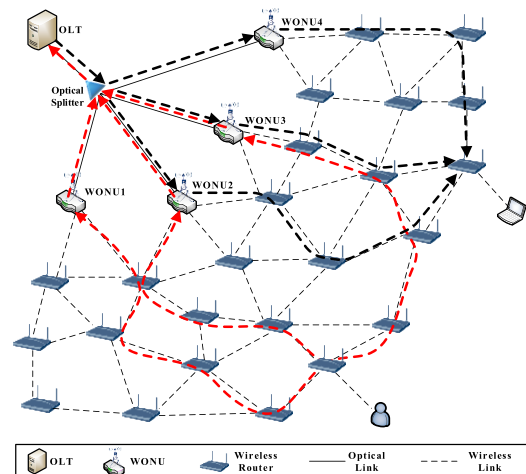 WONU4
OLT
Optical
Splitter
WONU3
WONU1
WONU2
OLT
WONU
Wireless
Router
Optical
Link
Wireless
Link